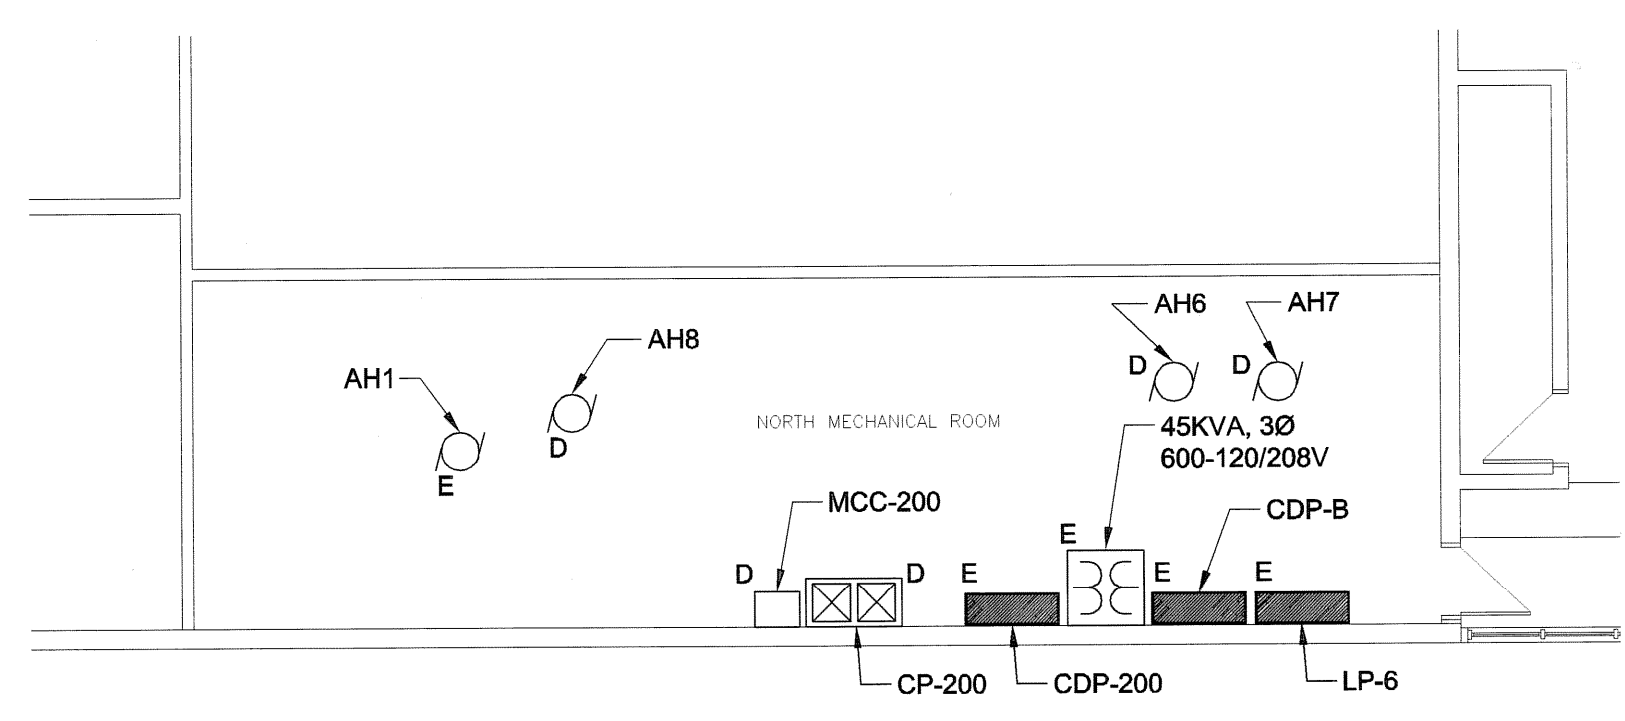 AH6
AH7
AH8
D
D
AH1
D
E
NORTH MECHANICAL ROOM
45KVA, 3Ø
600-120/208V
MCC-200
CDP-B
E
D
D
E
E
E
CP-200
CDP-200
LP-6